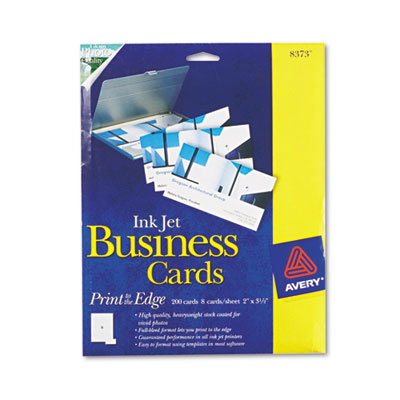 8373™
Quality
Ink Jet
Business
Cards
Print to the Edge
200 cards 8 cards/sheet 2" x 3½"
• High quality, heavyweight stock coated for
vivid photos
• Full-bleed format lets you print to the edge
• Guaranteed performance in all ink jet printers
• Easy to format using templates in most software
AVERY